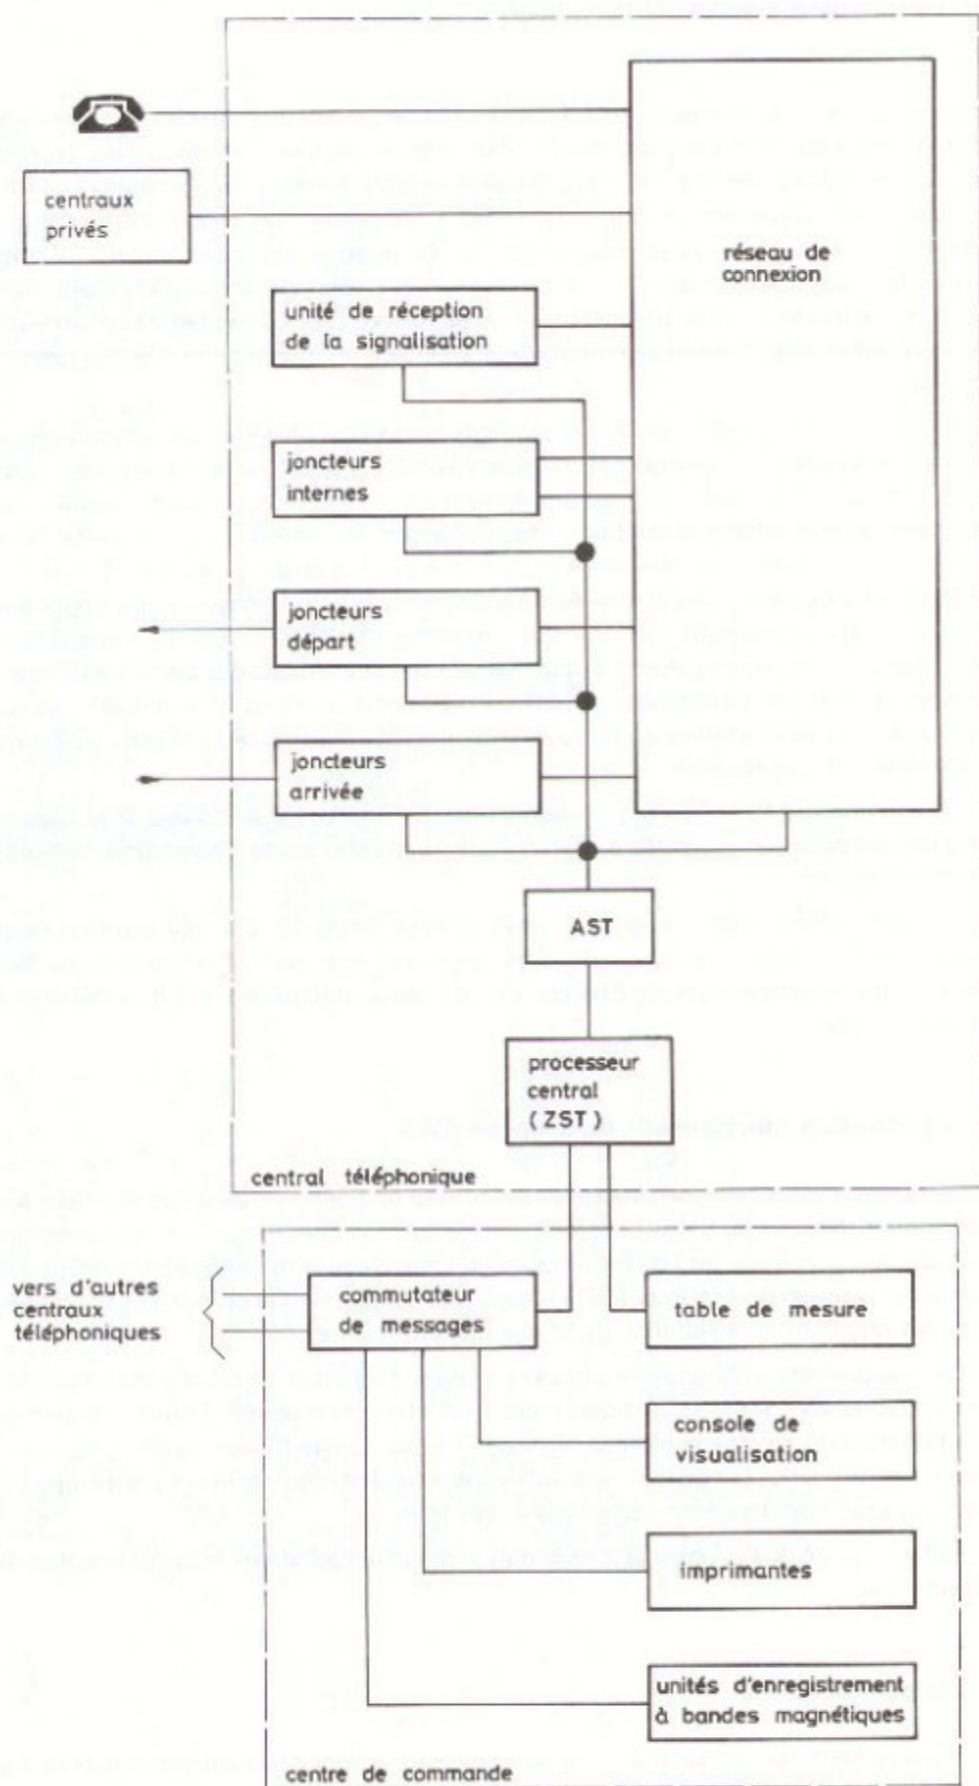 centraux
privés
réseau de
connexion
unité de réception
de la signalisation
joncteurs
internes
joncteurs
départ
joncteurs
arrivée
AST
processeur
central
(ZST)
central téléphonique
vers d'autres
centraux
téléphoniques
commutateur
de messages
table de mesure
console de
visualisation
imprimantes
unités d'enregistrement
à bandes magnétiques
centre de commande